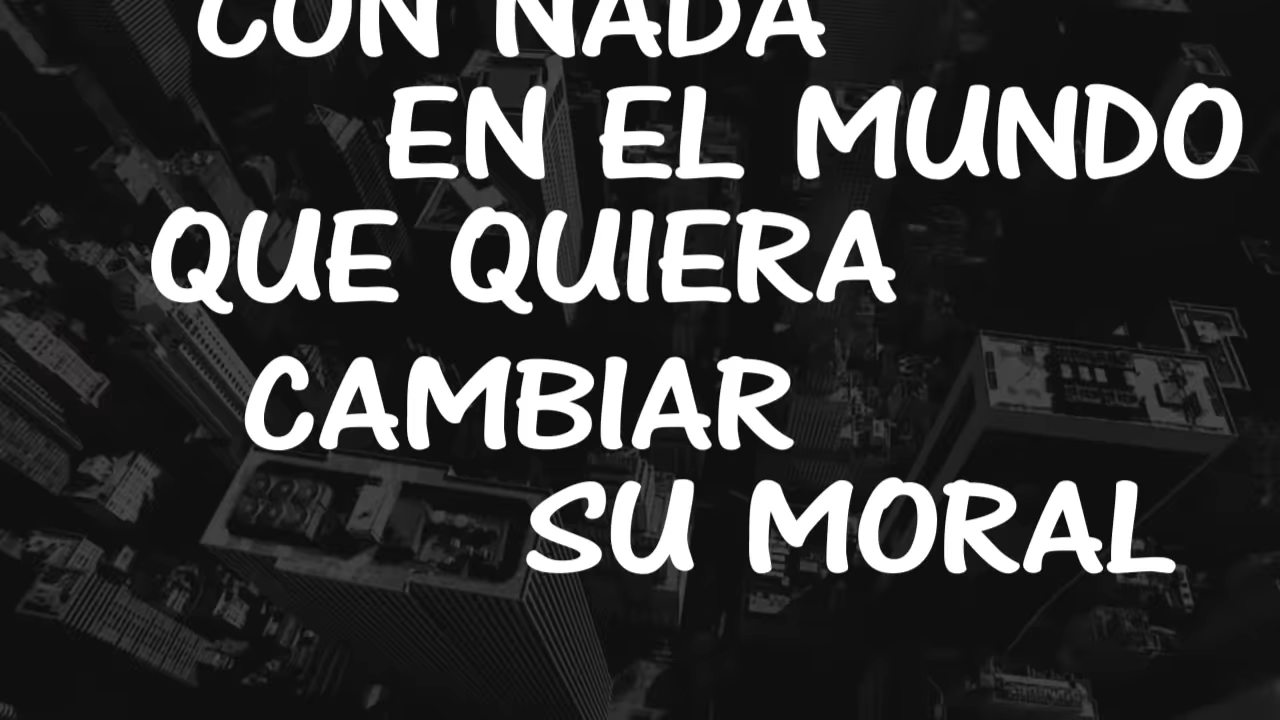 CON NADA
EN EL MUNDO
QUE QUIERA
CAMBIAR
SU MORAL